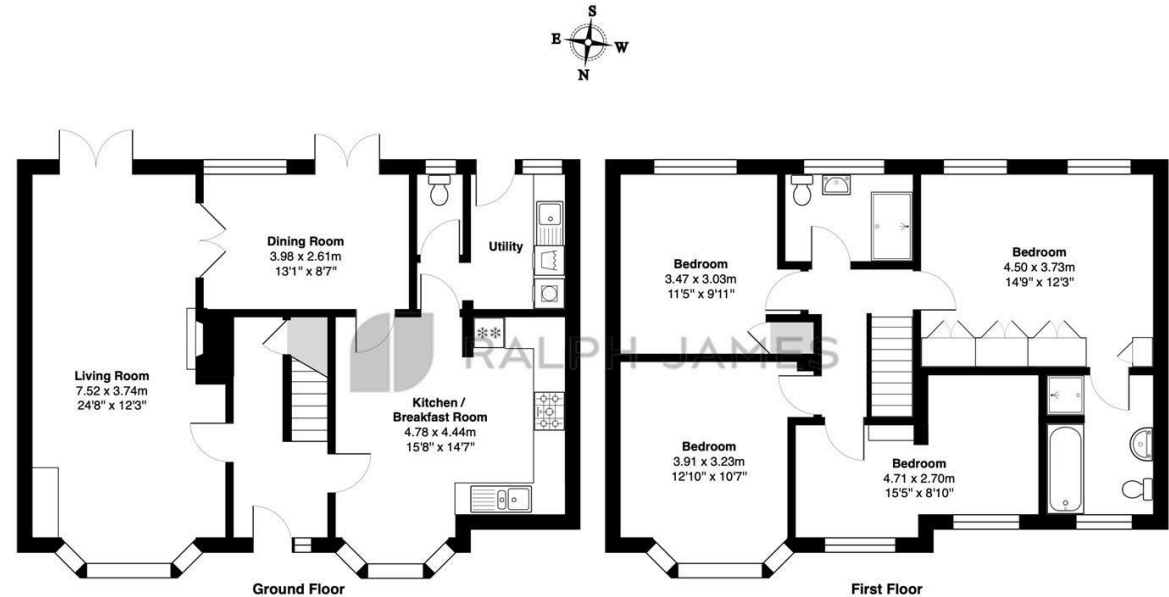 S
E
W
N
Dining Room
3.98 x 2.61m
13'1" x 8'7"
Utility
Living Room
7.52 x 3.74m
24'8" x 12'3"
Kitchen /
Breakfast Room
4.78 x 4.44m
15'8" x 14'7"
Ground Floor
Bedroom
3.47 x 3.03m
11'5" x 9'11"
Bedroom
4.50 x 3.73m
14'9" x 12'3"
RALPH JAMES
Bedroom
3.91 x 3.23m
12'10" x 10'7"
Bedroom
4.71 x 2.70m
15'5" x 8'10"
First Floor